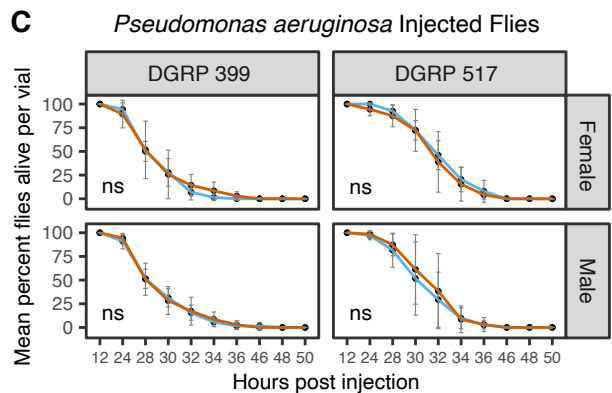 C
Pseudomonas aeruginosa Injected Flies
DGRP 399
DGRP 517
Mean percent flies alive per vial
100
75
50
25
0
ns
ns
Female
100
75
50
25
0
ns
ns
Male
12 24 28 30 32 34 36 46 48 50
12 24 28 30 32 34 36 46 48 50
Hours post injection